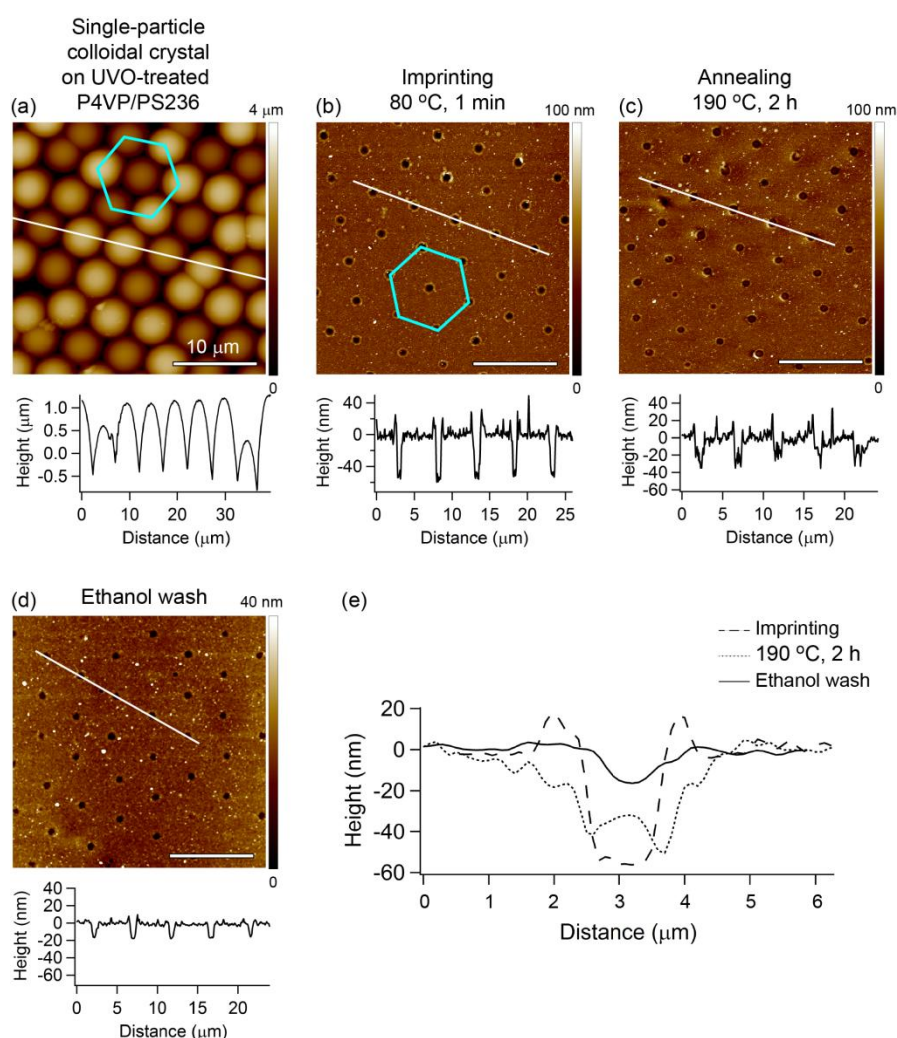 Single-particle
colloidal crystal
on UVO-treated
P4VP/PS236
(a)
4 μm
10 μm
0
Height (μm)
1.0
0.5
0.0
-0.5
0
10
20
30
Distance (μm)
Imprinting
80 ºC, 1 min
(b)
100 nm
0
Height (nm)
40
0
-40
0
5
10
15
20
25
Distance (μm)
Annealing
190 ºC, 2 h
(c)
100 nm
0
Height (nm)
40
20
0
-20
-40
-60
0
5
10
15
20
Distance (μm)
(d)
Ethanol wash
40 nm
0
Height (nm)
40
20
0
-20
-40
-60
0
5
10
15
20
Distance (μm)
(e)
Imprinting
190 ºC, 2 h
Ethanol wash
Height (nm)
20
0
-20
-40
-60
0
1
2
3
4
5
6
Distance (μm)